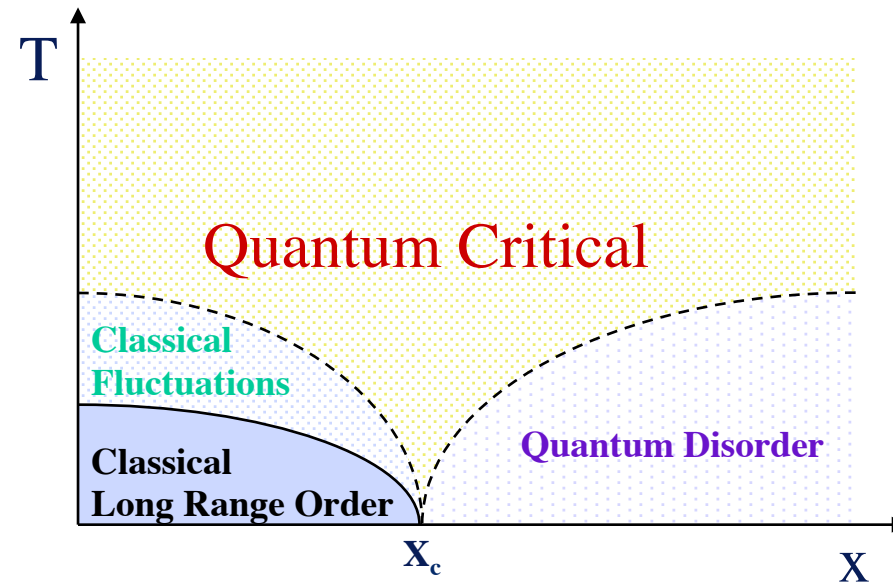 T
Quantum Critical
Classical
Fluctuations
Classical
Long Range Order
Quantum Disorder
Xc
X